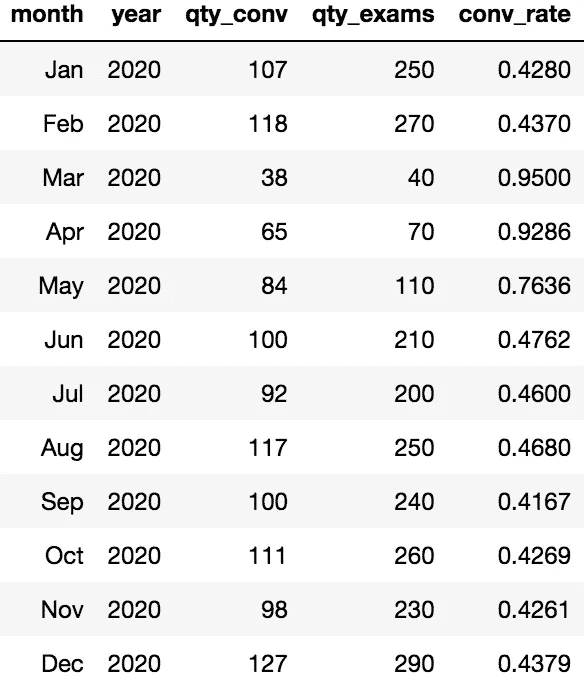 month year qty_conv qty_exams conv_rate
Jan 2020 107 250 0.4280
Feb 2020 118 270 0.4370
Mar 2020 38 40 0.9500
Apr 2020 65 70 0.9286
May 2020 84 110 0.7636
Jun 2020 100 210 0.4762
Jul 2020 92 200 0.4600
Aug 2020 117 250 0.4680
Sep 2020 100 240 0.4167
Oct 2020 111 260 0.4269
Nov 2020 98 230 0.4261
Dec 2020 127 290 0.4379